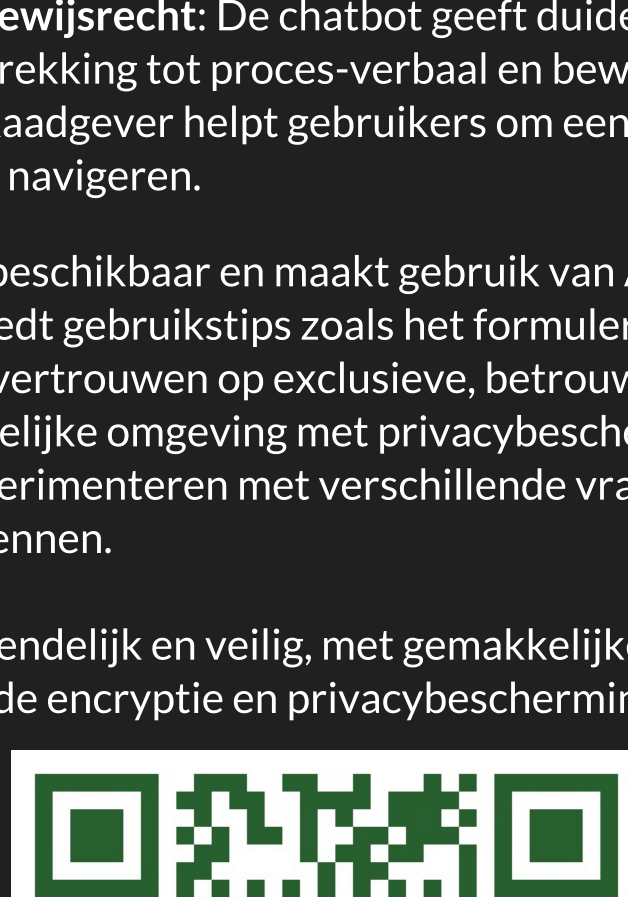 ewijsrecht: De chatbot geeft duide
rekking tot proces-verbaal en bew
aadgever helpt gebruikers om een
navigeren.
beschikbaar en maakt gebruik van
edt gebruikstips zoals het formuler
vertrouwen op exclusieve, betrouw
elijke omgeving met privacybesche
erimenteren met verschillende vra
ennen.
endelijk en veilig, met gemakkelijk
de encryptie en privacybeschermin